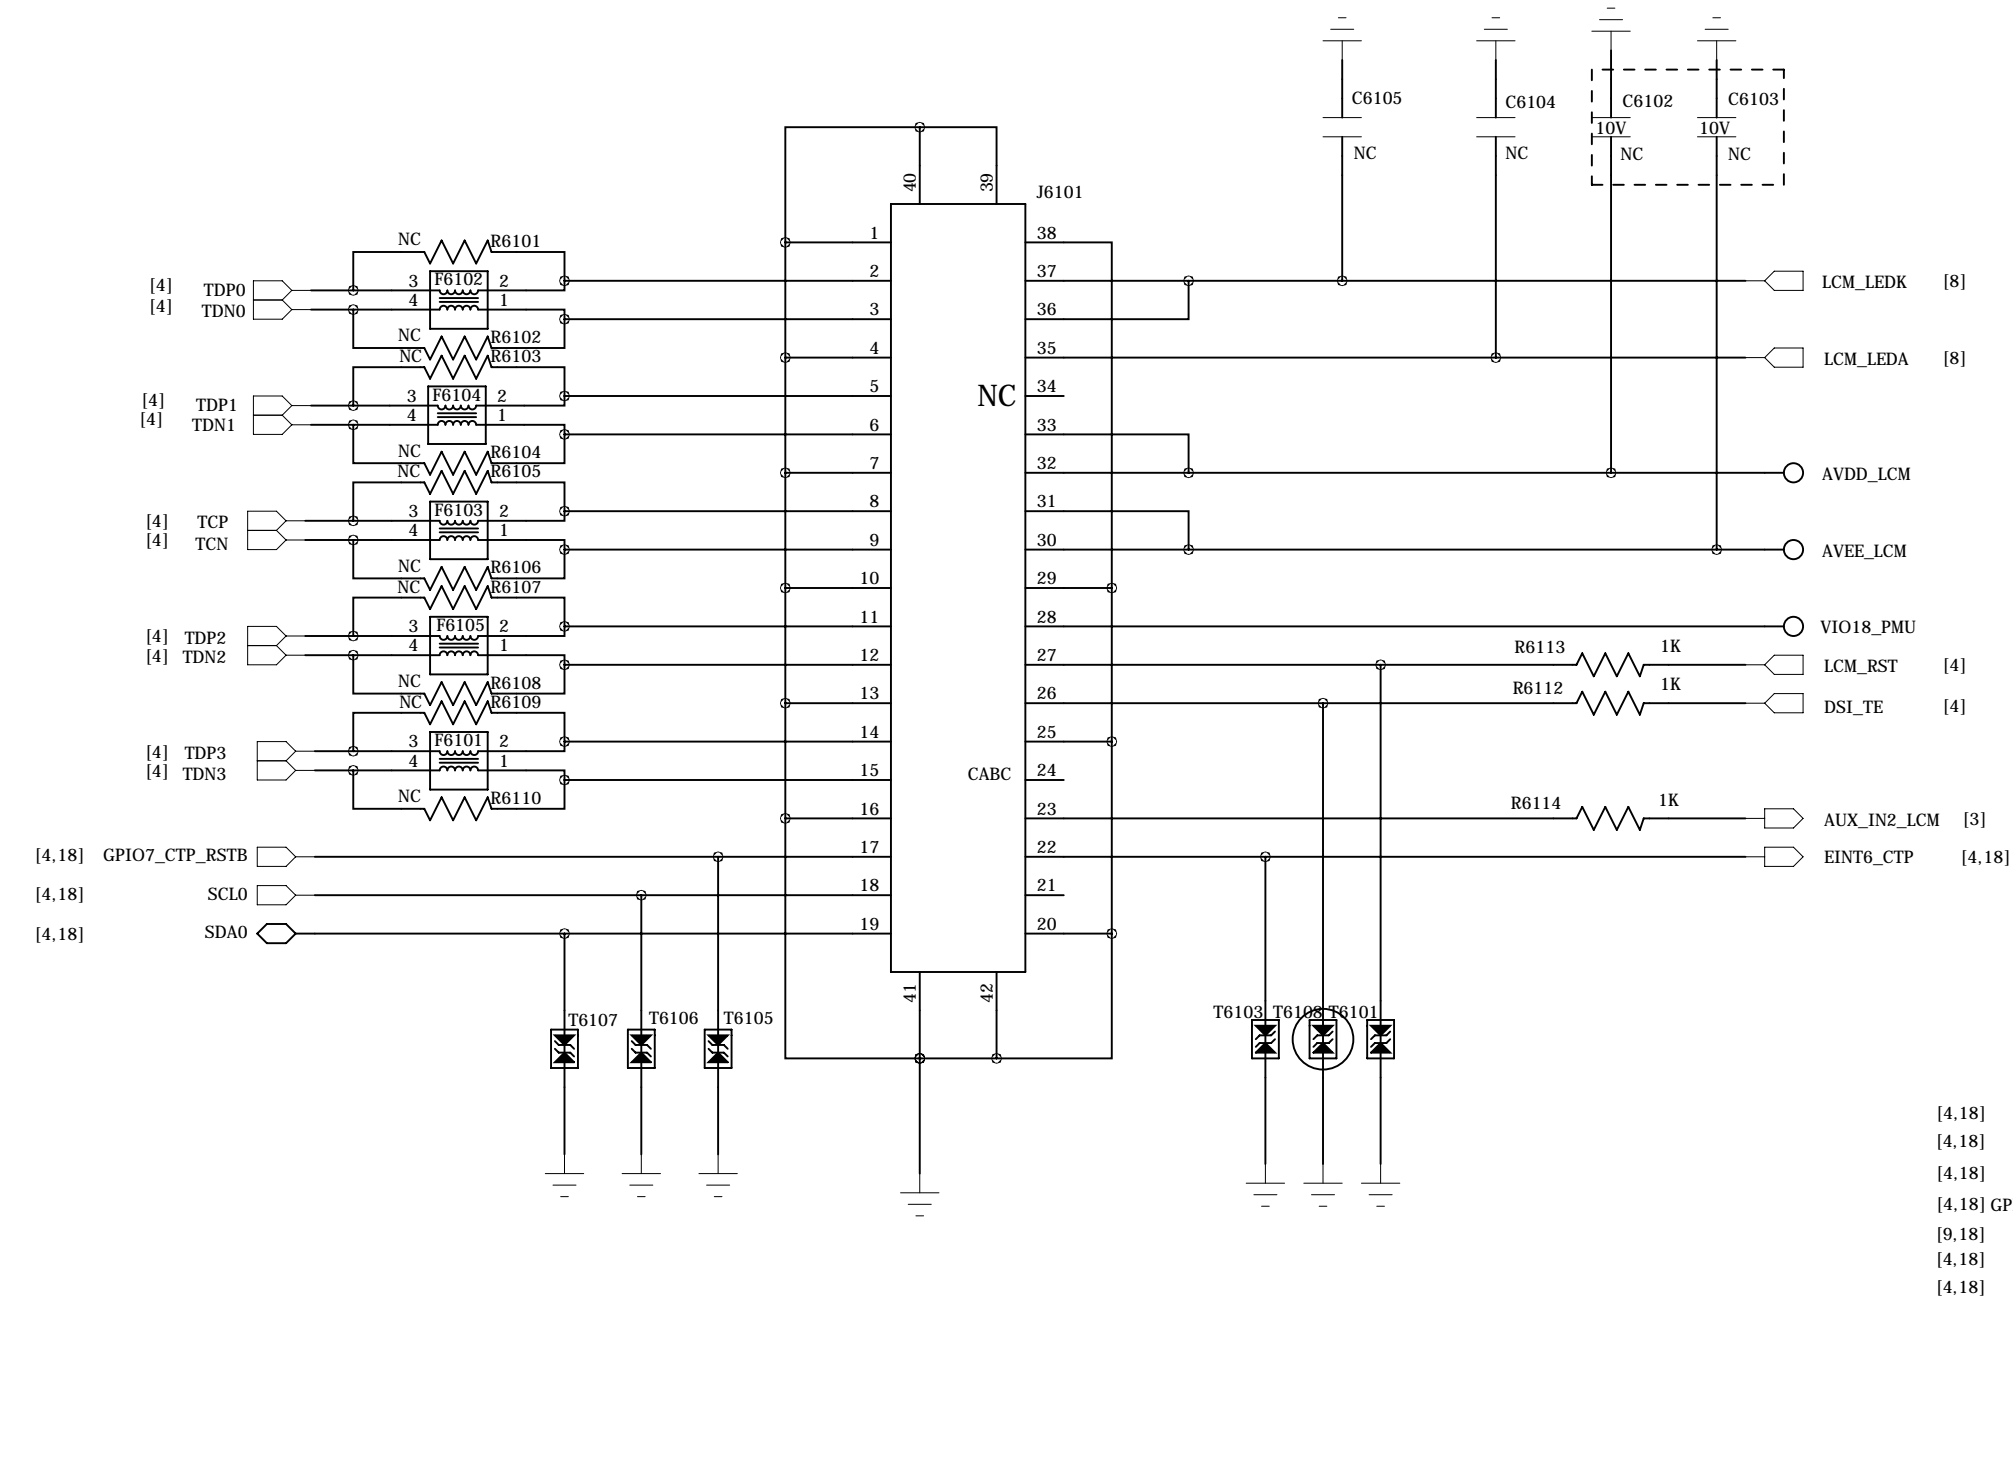 C6105
C6104
C6102
C6103
10V
10V
NC
NC
NC
NC
40
39
J6101
NC
R6101
1
38
[4]
TDP0
3
F6102
2
2
37
LCM_LEDK
[8]
[4]
TDN0
4
1
3
36
NC
R6102
NC
R6103
4
35
LCM_LEDA
[8]
[4]
TDP1
3
F6104
2
5
NC
34
[4]
TDN1
4
1
6
33
NC
R6104
NC
R6105
7
32
AVDD_LCM
[4]
TCP
3
F6103
2
8
31
[4]
TCN
4
1
9
30
AVEE_LCM
NC
R6106
NC
R6107
10
29
[4]
TDP2
3
F6105
2
11
28
VIO18_PMU
[4]
TDN2
4
1
12
27
R6113
1K
LCM_RST
[4]
NC
R6108
NC
R6109
13
26
R6112
1K
DSI_TE
[4]
[4]
TDP3
3
F6101
2
14
25
[4]
TDN3
4
1
15
CABC
24
NC
R6110
16
23
R6114
1K
AUX_IN2_LCM
[3]
[4,18]
GPIO7_CTP_RSTB
17
22
EINT6_CTP
[4,18]
[4,18]
SCL0
18
21
[4,18]
SDA0
19
20
41
42
T6107
T6106
T6105
T6103
T6108
T6101
[4,18]
[4,18]
[4,18]
[4,18] GP
[9,18]
[4,18]
[4,18]